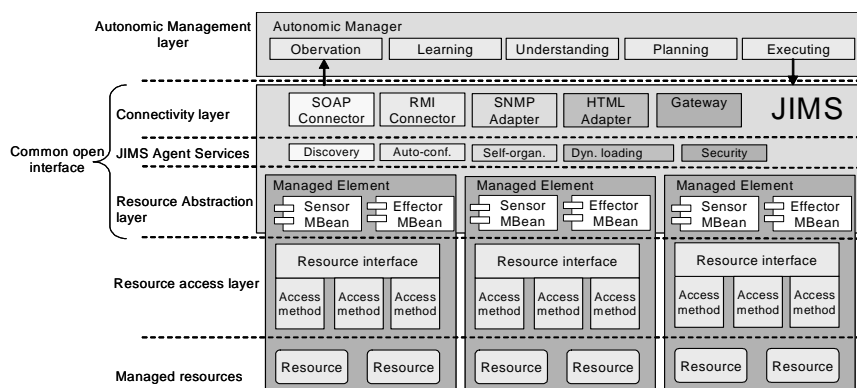 Autonomic Management
layer
Autonomic Manager
Obervation
Learning
Understanding
Planning
Executing
Common open
interface
Connectivity layer
SOAP
Connector
RMI
Connector
SNMP
Adapter
HTML
Adapter
Gateway
JIMS
JIMS Agent Services
Discovery
Auto-conf.
Self-organ.
Dyn. loading
Security
Resource Abstraction
layer
Managed Element
Sensor
MBean
Effector
MBean
Managed Element
Sensor
MBean
Effector
MBean
Managed Element
Sensor
MBean
Effector
MBean
Resource access layer
Resource interface
Access
method
Access
method
Access
method
Resource interface
Access
method
Access
method
Access
method
Resource interface
Access
method
Access
method
Access
method
Managed resources
Resource
Resource
Resource
Resource
Resource
Resource